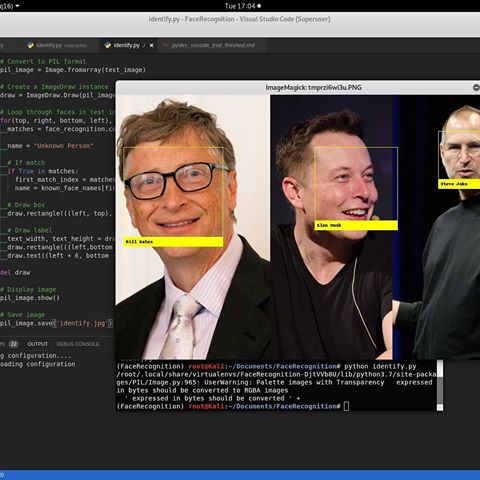 q16) ▾
Tue 17:04 ●
identify.py - FaceRecognition - Visual Studio Code [Superuser]
identify.py examples
identify.py ./
pydev_vscode_trial_finished.md
# Convert to PIL format
pil_image = Image.fromarray(test_image)
# Create a ImageDraw instance
draw = ImageDraw.Draw(pil_imag
# Loop through faces in test i
for(top, right, bottom, left),
matches = face_recognition.co
name = "Unknown Person"
# If match
if True in matches:
first_match_index = matches
name = known_face_names[fir
# Draw box
draw.rectangle(((left, top),
# Draw label
text_width, text_height = dra
draw.rectangle(((left,bottom
draw.text((left + 6, bottom -
del draw
# Display image
pil_image.show()
# Save image
pil_image.save('identify.jpg')
ImageMagick: tmprzi6wi3u.PNG
Bill Gates
Elon Musk
Steve Jobs
MS 22 OUTPUT DEBUG CONSOLE
g configuration....
oading configuration
(FaceRecognition) root@Kali:~/Documents/FaceRecognition# python identify.py
/root/.local/share/virtualenvs/FaceRecognition-DjtVVb8U/lib/python3.7/site-packa
ges/PIL/Image.py:965: UserWarning: Palette images with Transparency expressed
in bytes should be converted to RGBA images
' expressed in bytes should be converted ' +
(FaceRecognition) root@Kali:~/Documents/FaceRecognition#